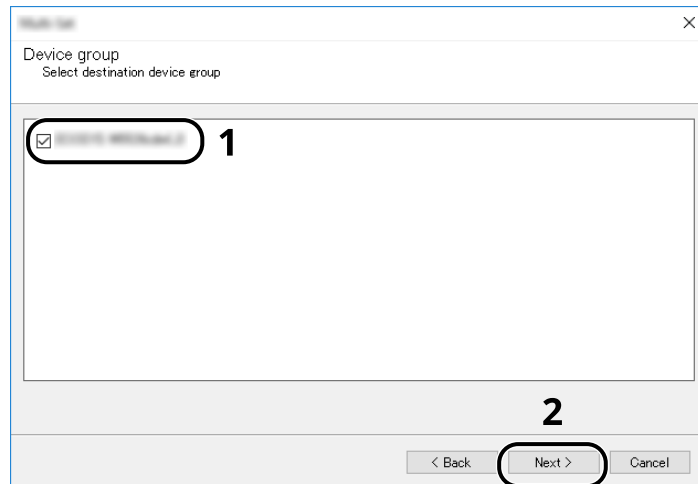 Device group
Select destination device group
1
2
< Back
Next >
Cancel